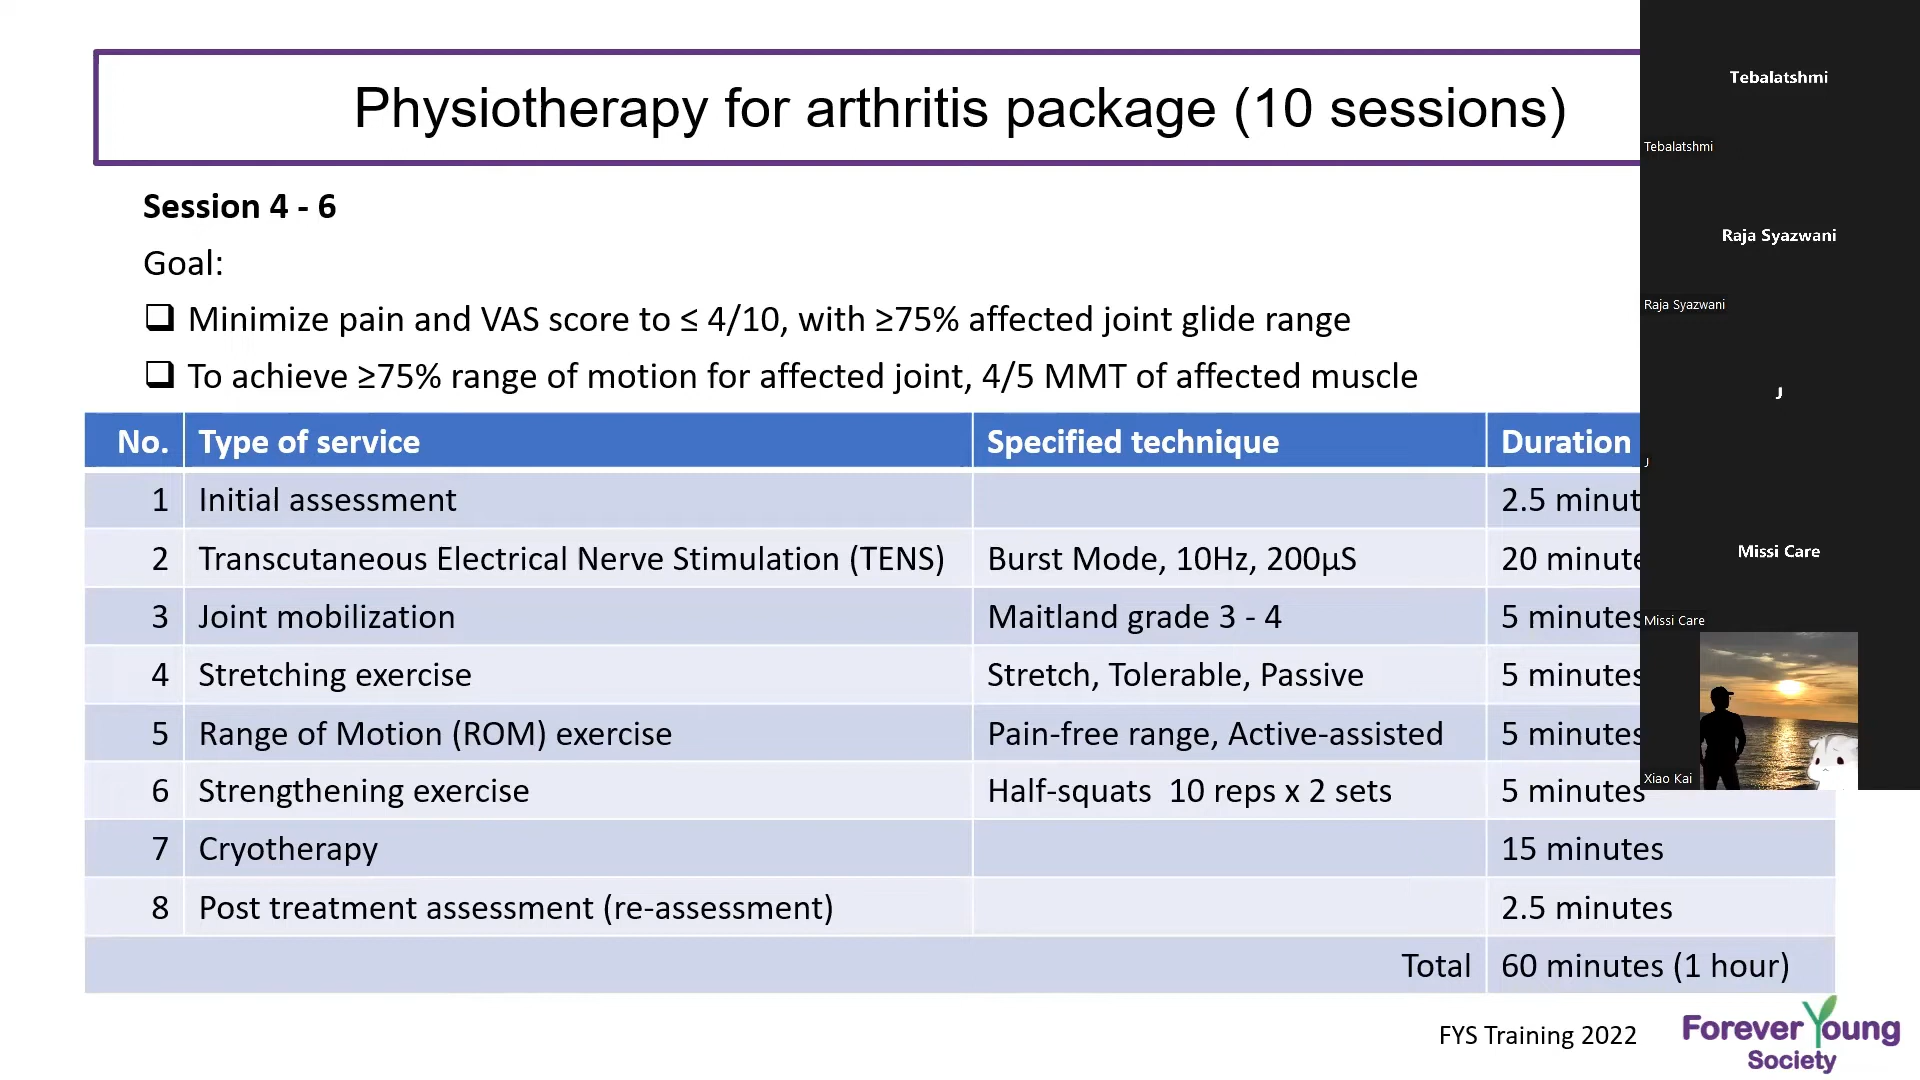 Physiotherapy for arthritis package (10 sessions)
Session 4 - 6
Goal:
❑ Minimize pain and VAS score to ≤ 4/10, with ≥75% affected joint glide range
❑ To achieve ≥75% range of motion for affected joint, 4/5 MMT of affected muscle
No. Type of service Specified technique Duration
1 Initial assessment 2.5 minut
2 Transcutaneous Electrical Nerve Stimulation (TENS) Burst Mode, 10Hz, 200µS 20 minute
3 Joint mobilization Maitland grade 3 - 4 5 minutes
4 Stretching exercise Stretch, Tolerable, Passive 5 minutes
5 Range of Motion (ROM) exercise Pain-free range, Active-assisted 5 minutes
6 Strengthening exercise Half-squats 10 reps x 2 sets 5 minutes
7 Cryotherapy 15 minutes
8 Post treatment assessment (re-assessment) 2.5 minutes
Total 60 minutes (1 hour)
FYS Training 2022
Forever Young
Society
Tebalatshmi
Tebalatshmi
Raja Syazwani
Raja Syazwani
J
J
Missi Care
Missi Care
Xiao Kai